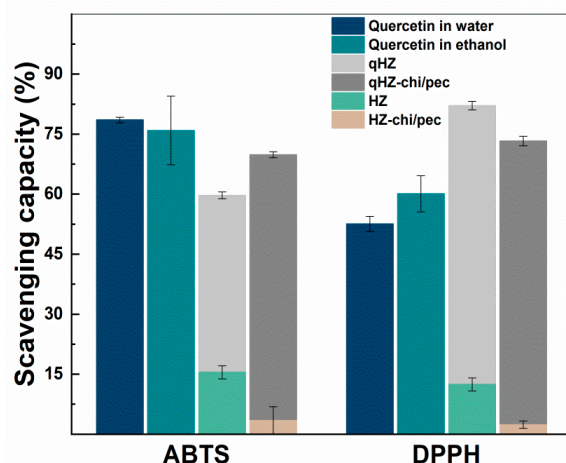 Quercetin in water
Quercetin in ethanol
qHZ
qHZ-chi/pec
HZ
HZ-chi/pec
Scavenging capacity (%)
90
75
60
45
30
15
ABTS DPPH